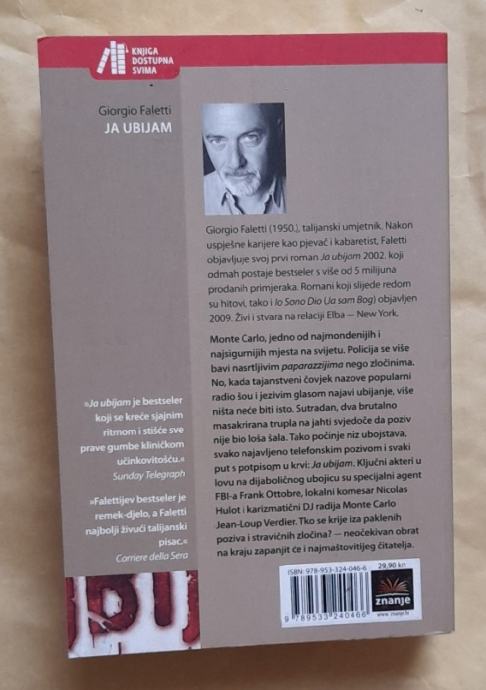 KNJIGA
DOSTUPNA
SVIMA
Giorgio Faletti
JA UBIJAM
Giorgio Faletti (1950.), talijanski umjetnik. Nakon
uspješne karijere kao pjevač i kabaretist, Faletti
objavljuje svoj prvi roman Ja ubijam 2002. koji
odmah postaje bestseler s više od 5 milijuna
prodanih primjeraka. Romani koji slijede redom
su hitovi, tako i Io Sono Dio (Ja sam Bog) objavljen
2009. Živi i stvara na relaciji Elba — New York.
Monte Carlo, jedno od najmondenijih i
najsigurnijih mjesta na svijetu. Policija se više
bavi nasrtljivim paparazzijima nego zločinima.
No, kada tajanstveni čovjek nazove popularni
radio šou i jezivim glasom najavi ubijanje, više
ništa neće biti isto. Sutradan, dva brutalno
masakrirana trupla na jahti svjedoče da poziv
nije bio loša šala. Tako počinje niz ubojstava,
svako najavljeno telefonskim pozivom i svaki
put s potpisom u krvi: Ja ubijam. Ključni akteri u
lovu na dijaboličnog ubojicu su specijalni agent
FBI-a Frank Ottobre, lokalni komesar Nicolas
Hulot i karizmatični DJ radija Monte Carlo
Jean-Loup Verdier. Tko se krije iza paklenih
poziva i stravičnih zločina? — neočekivan obrat
na kraju zapanjit će i najmaštovitijeg čitatelja.
»Ja ubijam je bestseler
koji se kreće sjajnim
ritmom i stišće sve
prave gumbe kliničkom
učinkovitošću.«
Sunday Telegraph
»Falettijev bestseler je
remek-djelo, a Faletti
najbolji živući talijanski
pisac.«
Corriere della Sera
ISBN: 978-953-324-046-6
29,90 kn
9 789533 240466
znanje
www.znanje.hr